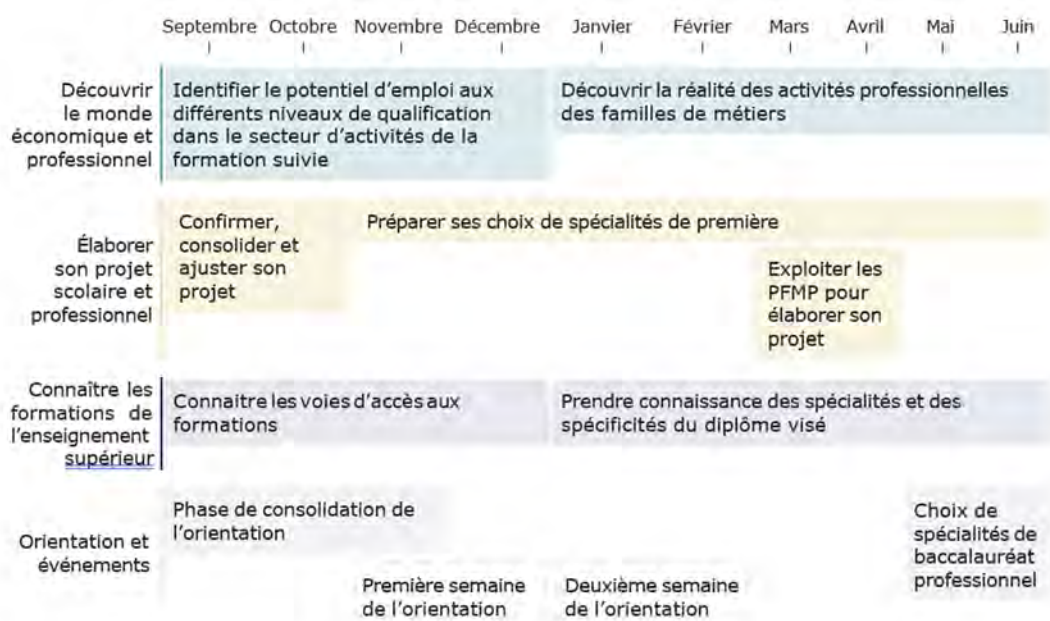 Septembre Octobre Novembre Décembre Janvier Février Mars Avril Mai Juin
Découvrir
le monde
économique et
professionnel
Identifier le potentiel d'emploi aux
différents niveaux de qualification
dans le secteur d'activités de la
formation suivie
Découvrir la réalité des activités professionnelles
des familles de métiers
Élaborer
son projet
scolaire et
professionnel
Confirmer,
consolider et
ajuster son
projet
Préparer ses choix de spécialités de première
Exploiter les
PFMP pour
élaborer son
projet
Connaître les
formations de
l'enseignement
supérieur
Connaitre les voies d'accès aux
formations
Prendre connaissance des spécialités et des
spécificités du diplôme visé
Orientation et
événements
Phase de consolidation de
l'orientation
Première semaine
de l'orientation
Deuxième semaine
de l'orientation
Choix de
spécialités de
baccalauréat
professionnel